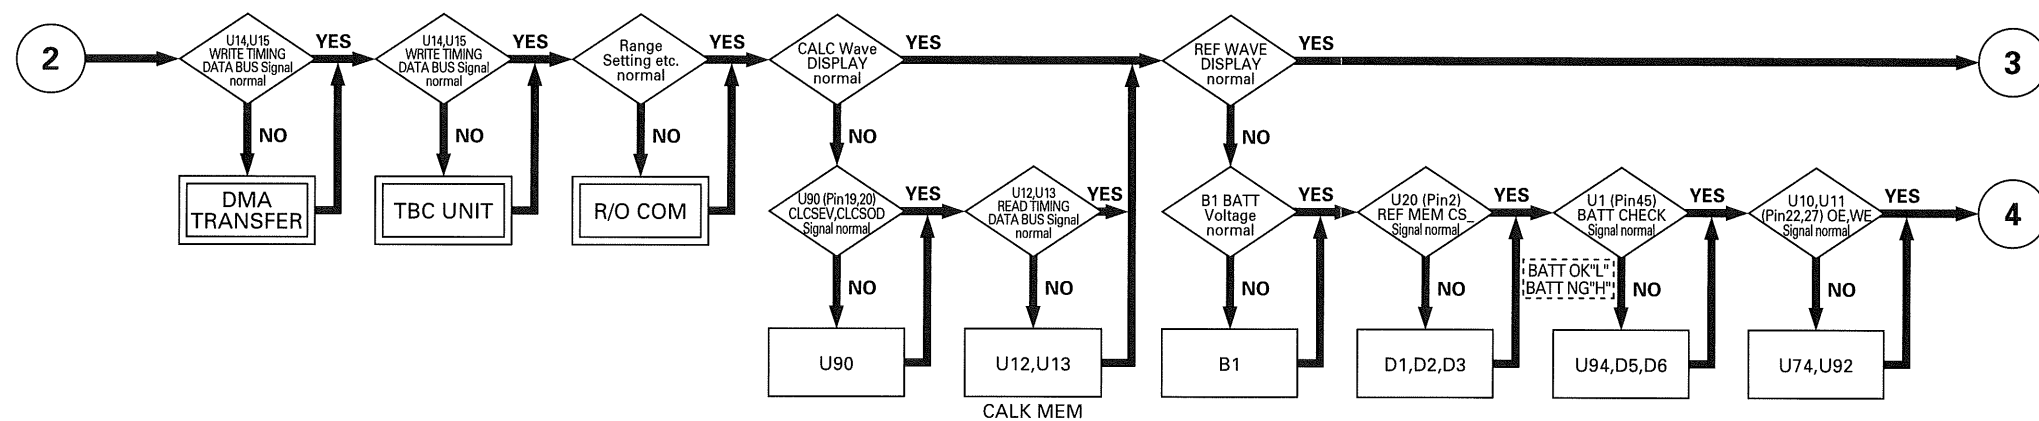 2
U14,U15
WRITE TIMING
DATA BUS Signal
normal
YES
NO
DMA
TRANSFER
U14,U15
WRITE TIMING
DATA BUS Signal
normal
YES
NO
TBC UNIT
Range
Setting etc.
normal
YES
NO
R/O COM
CALC Wave
DISPLAY
normal
YES
NO
U90 (Pin19,20)
CLCSEV,CLCSOD
Signal normal
YES
NO
U90
U12,U13
READ TIMING
DATA BUS Signal
normal
YES
NO
U12,U13
CALK MEM
REF WAVE
DISPLAY
normal
YES
3
NO
B1 BATT
Voltage
normal
YES
NO
B1
U20 (Pin2)
REF MEM CS_
Signal normal
YES
NO
D1,D2,D3
U1 (Pin45)
BATT CHECK
Signal normal
YES
BATT OK"L"
BATT NG"H"
NO
U94,D5,D6
U10,U11
(Pin22,27) OE,WE
Signal normal
YES
NO
U74,U92
4